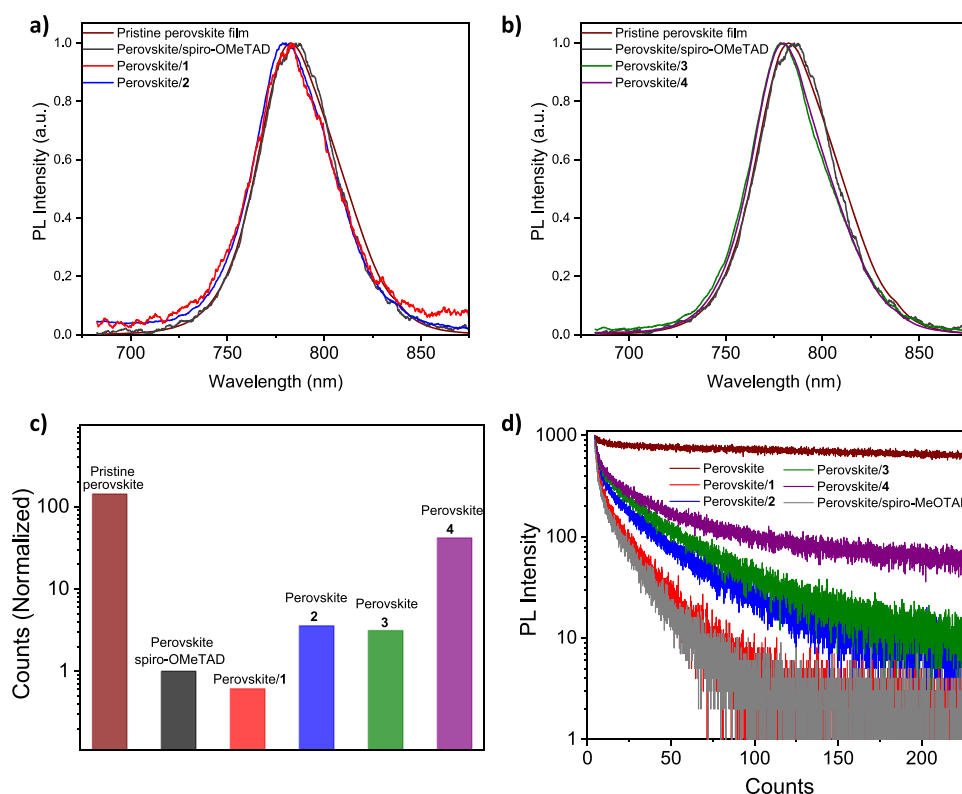 a)
Pristine perovskite film
Perovskite/spiro-OMeTAD
Perovskite/1
Perovskite/2
1.0
0.8
0.6
0.4
0.2
0.0
PL Intensity (a.u.)
700
750
800
850
Wavelength (nm)
b)
Pristine perovskite film
Perovskite/spiro-OMeTAD
Perovskite/3
Perovskite/4
1.0
0.8
0.6
0.4
0.2
0.0
PL Intensity (a.u.)
700
750
800
850
Wavelength (nm)
c)
Counts (Normalized)
100
10
1
Pristine
perovskite
Perovskite
spiro-OMeTAD
Perovskite/1
Perovskite
2
Perovskite
3
Perovskite
4
d)
PL Intensity
1000
100
10
1
Perovskite
Perovskite/1
Perovskite/2
Perovskite/3
Perovskite/4
Perovskite/spiro-MeOTAD
0
50
100
150
200
Counts